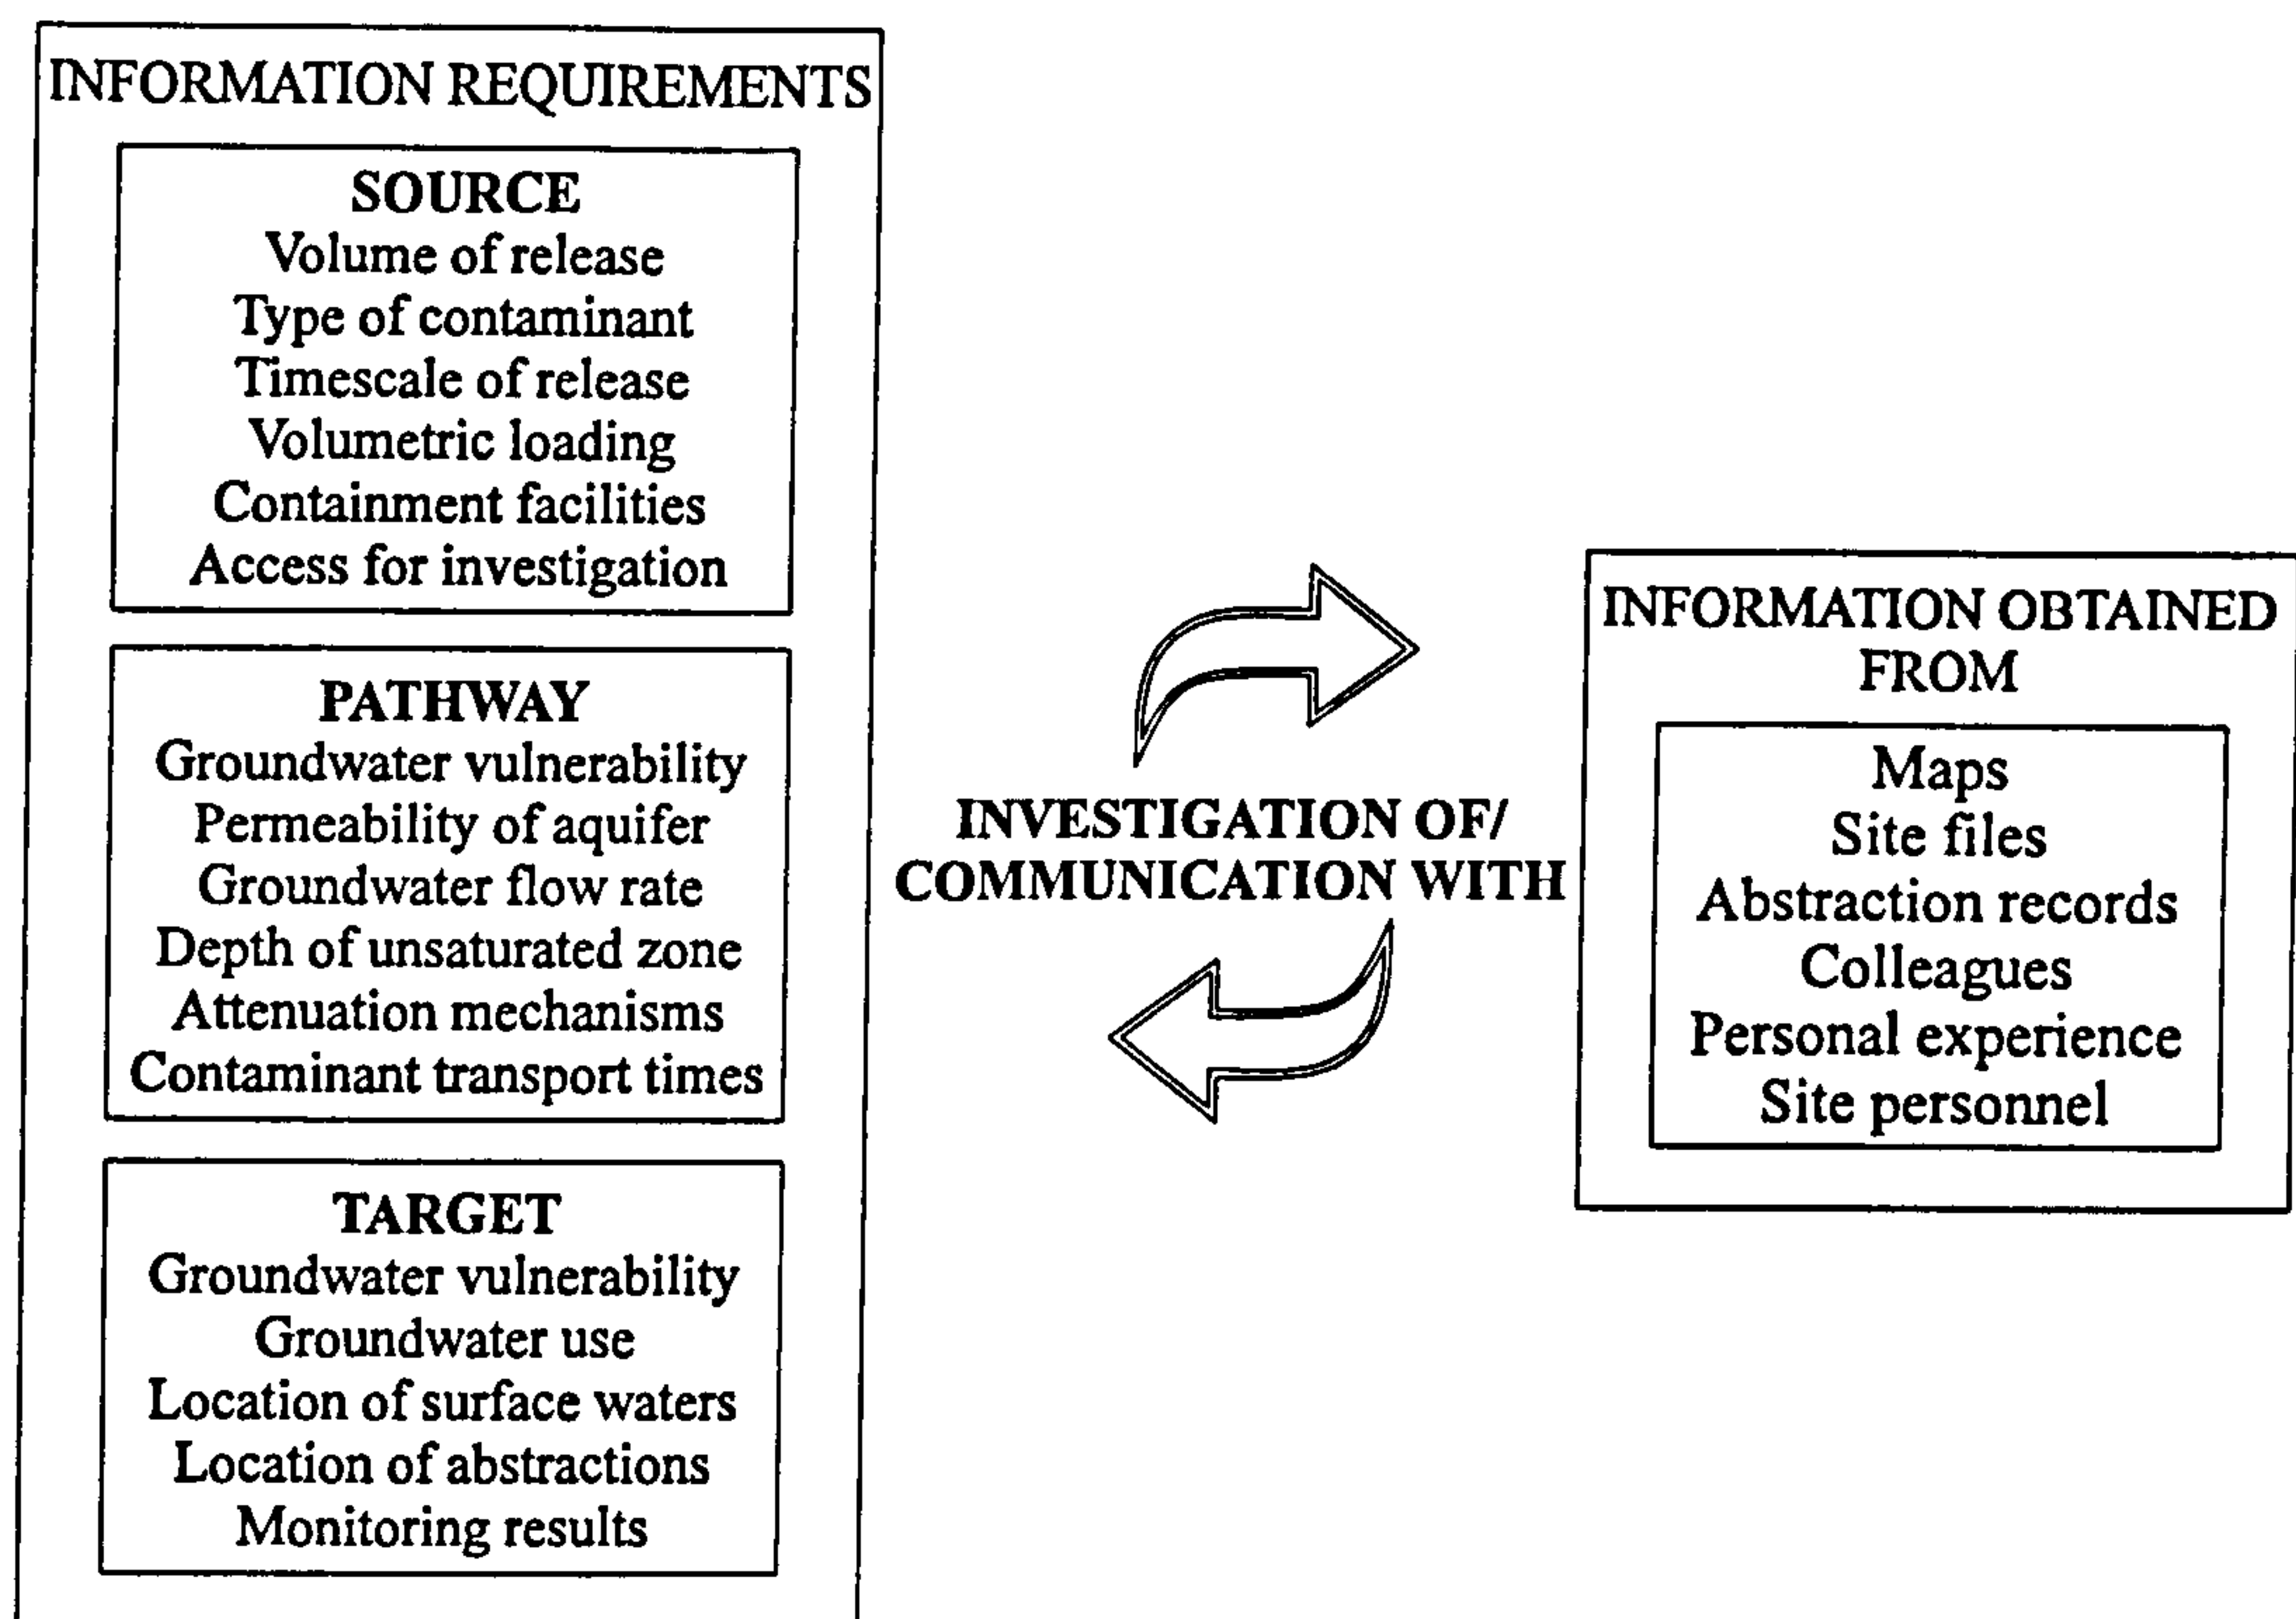 INFORMATION REQUIREMENTS
SOURCE
Volume of release
Type of contaminant
Timescale of release
Volumetric loading
Containment facilities
Access for investigation
PATHWAY
Groundwater vulnerability
Permeability of aquifer
Groundwater flow rate
Depth of unsaturated zone
Attenuation mechanisms
Contaminant transport times
TARGET
Groundwater vulnerability
Groundwater use
Location of surface waters
Location of abstractions
Monitoring results
INVESTIGATION OF/
COMMUNICATION WITH
INFORMATION OBTAINED
FROM
Maps
Site files
Abstraction records
Colleagues
Personal experience
Site personnel